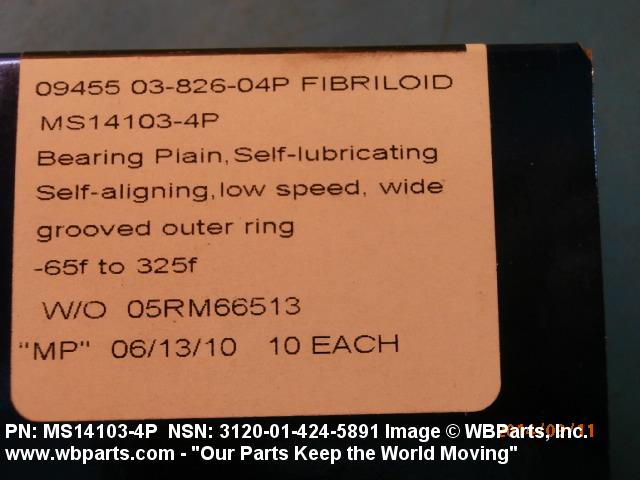 09455 03-826-04P FIBRILOID
MS14103-4P
Bearing Plain, Self-lubricating
Self-aligning, low speed, wide
grooved outer ring
-65f to 325f
W/O 05RM66513
"MP" 06/13/10 10 EACH
PN: MS14103-4P NSN: 3120-01-424-5891 Image © WBParts, Inc.
www.wbparts.com - "Our Parts Keep the World Moving"